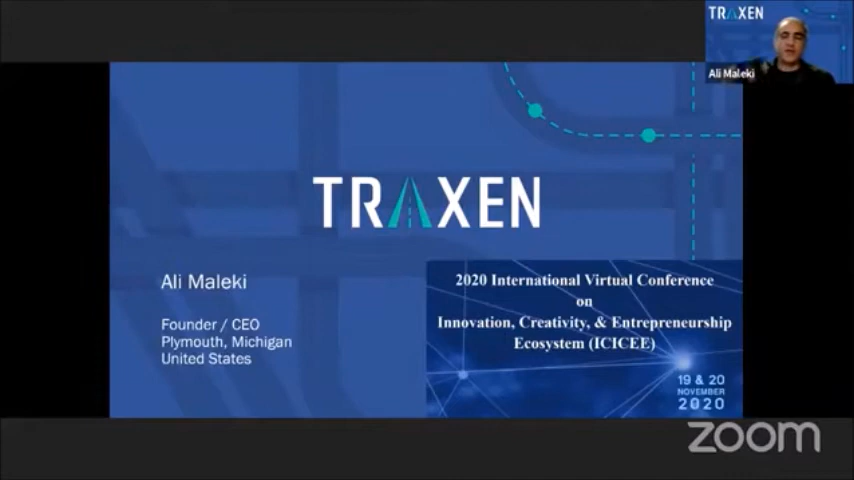 TRAXEN
Ali Maleki
TRAXEN
Ali Maleki
Founder / CEO
Plymouth, Michigan
United States
2020 International Virtual Conference
on
Innovation, Creativity, & Entrepreneurship
Ecosystem (ICICEE)
19 & 20
NOVEMBER
2020
zoom